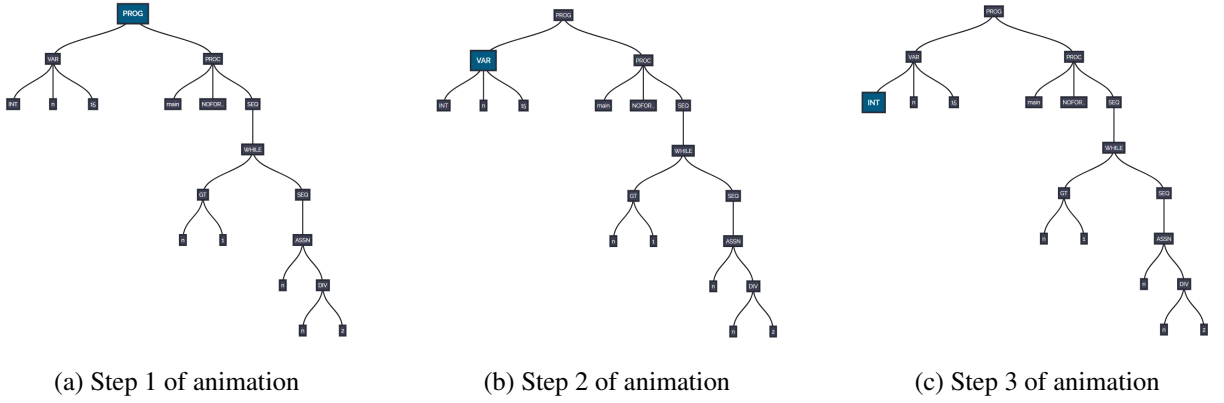 PROG
VAR PROC
INT n 15 main NOFOR... SEQ
WHILE
GT SEQ
n 1 ASSN
n DIV
n 2
(a) Step 1 of animation
PROG
VAR PROC
INT n 15 main NOFOR... SEQ
WHILE
GT SEQ
n 1 ASSN
n DIV
n 2
(b) Step 2 of animation
PROG
VAR PROC
INT n 15 main NOFOR... SEQ
WHILE
GT SEQ
n 1 ASSN
n DIV
n 2
(c) Step 3 of animation